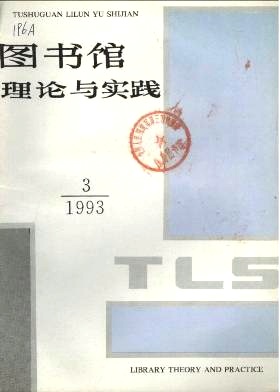 TUSHUGUAN LILUN YU SHIJIAN
196A
图书馆
理论与实践
3
1993
TLS
LIBRARY THEORY AND PRACTICE